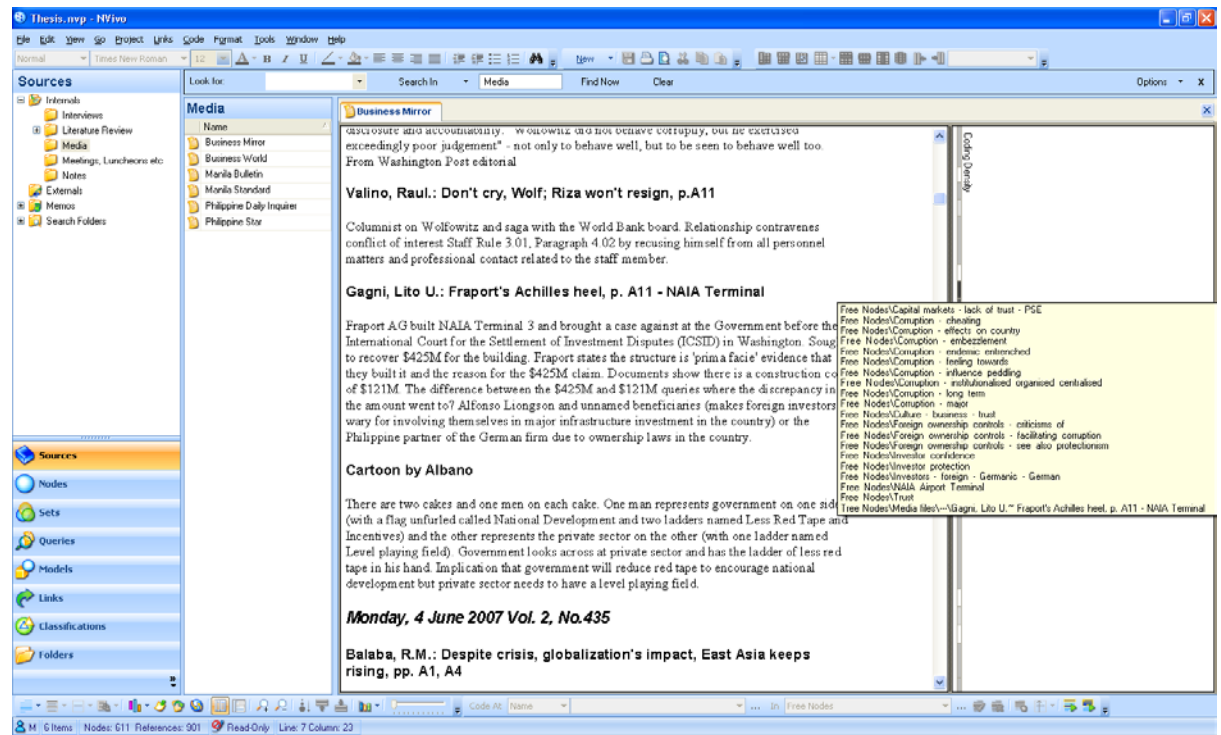 Thesis.nvp - NVivo
File Edit View Go Project Links Code Format Tools Window Help
Normal Times New Roman 12 A B I U New
Sources
Look for: Search In Media Find Now Clear Options x
Internals
Interviews
Literature Review
Media
Meetings, Luncheons etc
Notes
Externals
Memos
Search Folders
Media
Name
Business Mirror
Business World
Manila Bulletin
Manila Standard
Philippine Daily Inquirer
Philippine Star
Business Mirror
disclosure and accountability. Wolfowitz did not behave corruptly, but he exercised
exceedingly poor judgement" - not only to behave well, but to be seen to behave well too.
From Washington Post editorial
Valino, Raul.: Don't cry, Wolf; Riza won't resign, p.A11
Columnist on Wolfowitz and saga with the World Bank board. Relationship contravenes
conflict of interest Staff Rule 3.01, Paragraph 4.02 by recusing himself from all personnel
matters and professional contact related to the staff member.
Gagni, Lito U.: Fraport's Achilles heel, p. A11 - NAIA Terminal
Fraport AG built NAIA Terminal 3 and brought a case against at the Government before the
International Court for the Settlement of Investment Disputes (ICSID) in Washington. Soug
to recover $425M for the building. Fraport states the structure is 'prima facie' evidence that
they built it and the reason for the $425M claim. Documents show there is a construction co
of $121M. The difference between the $425M and $121M queries where the discrepancy in
the amount went to? Alfonso Liongson and unnamed beneficiaries (makes foreign investors
wary for involving themselves in major infrastructure investment in the country) or the
Philippine partner of the German firm due to ownership laws in the country.
Cartoon by Albano
There are two cakes and one men on each cake. One man represents government on one side
(with a flag unfurled called National Development and two ladders named Less Red Tape and
Incentives) and the other represents the private sector on the other (with one ladder named
Level playing field). Government looks across at private sector and has the ladder of less red
tape in his hand. Implication that government will reduce red tape to encourage national
development but private sector needs to have a level playing field.
Monday, 4 June 2007 Vol. 2, No.435
Balaba, R.M.: Despite crisis, globalization's impact, East Asia keeps
rising, pp. A1, A4
Coding Density
Free Nodes\Capital markets - lack of trust - PSE
Free Nodes\Corruption - cheating
Free Nodes\Corruption - effects on country
Free Nodes\Corruption - embezzlement
Free Nodes\Corruption - endemic entrenched
Free Nodes\Corruption - feeling towards
Free Nodes\Corruption - influence peddling
Free Nodes\Corruption - institutionalised organised centralised
Free Nodes\Corruption - long term
Free Nodes\Corruption - major
Free Nodes\Culture - business - trust
Free Nodes\Foreign ownership controls - criticisms of
Free Nodes\Foreign ownership controls - facilitating corruption
Free Nodes\Foreign ownership controls - see also protectionism
Free Nodes\Investor confidence
Free Nodes\Investor protection
Free Nodes\Investors - foreign - Germanic - German
Free Nodes\NAIA Airport Terminal
Free Nodes\Trust
Tree Nodes\Media files\~\Gagni, Lito U.~ Fraport's Achilles heel, p. A11 - NAIA Terminal
Sources
Nodes
Sets
Queries
Models
Links
Classifications
Folders
Code At Name ... In Free Nodes ...
M 6 Items Nodes: 611 References: 901 Read-Only Line: 7 Column: 23